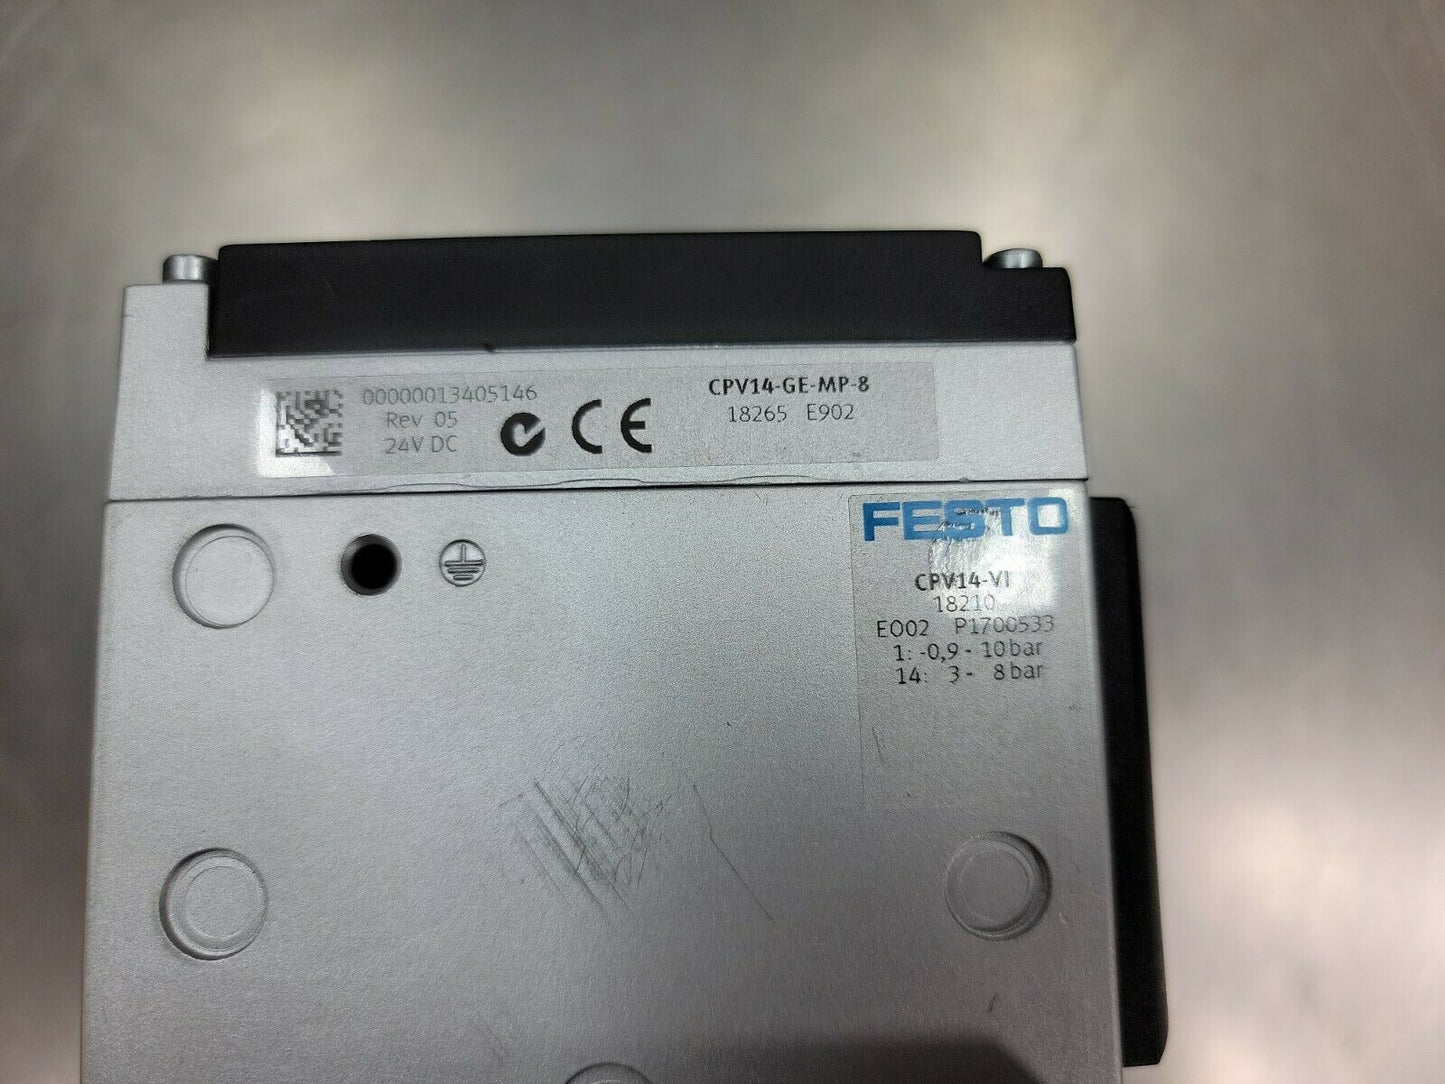 00000013405146
Rev 05
24V DC
CE
CPV14-GE-MP-8
18265 E902
FESTO
CPV14-VI
18210
E002 P1700533
1: -0,9 - 10 bar
14: 3 - 8 bar